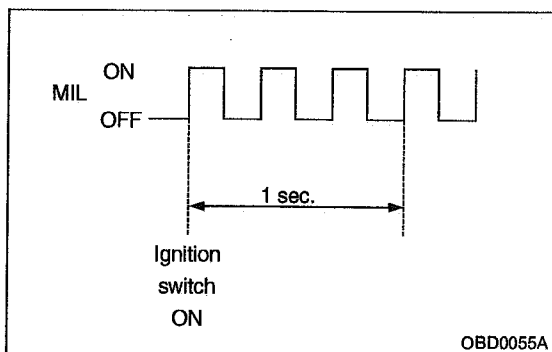 ON
MIL
OFF
1 sec.
Ignition
switch
ON
OBD0055A